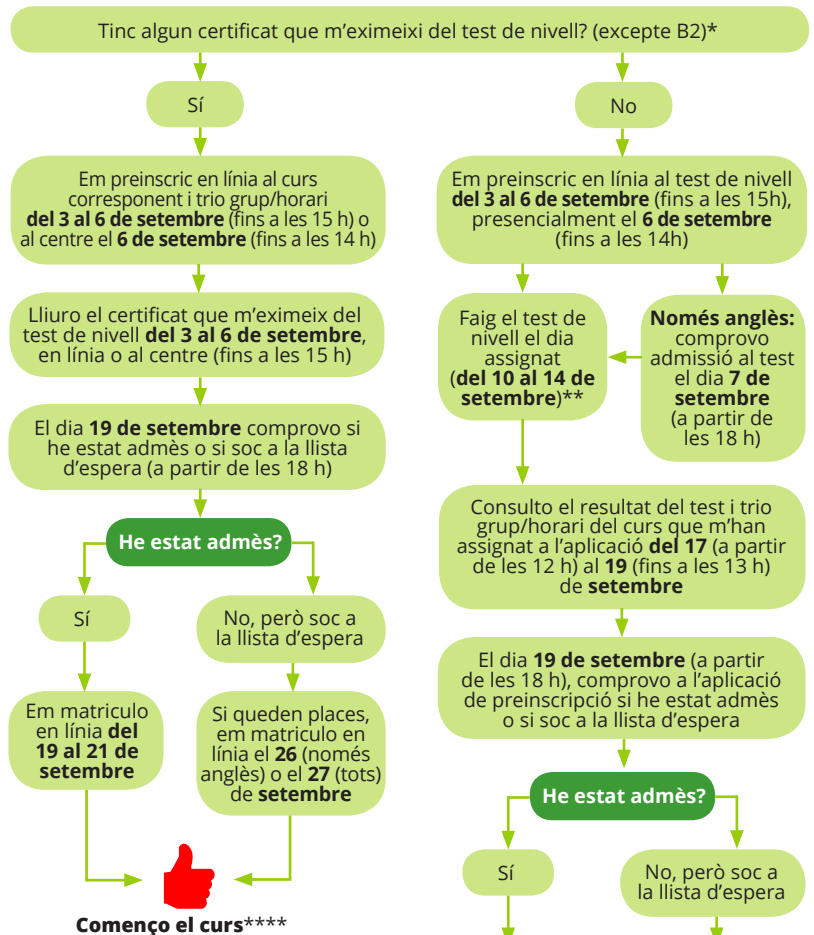 Tinc algun certificat que m'eximeixi del test de nivell? (excepte B2)*
Sí
Em preinscric en línia al curs
corresponent i trio grup/horari
del 3 al 6 de setembre (fins a les 15 h) o
al centre el 6 de setembre (fins a les 14 h)
Lliuro el certificat que m'eximeix del
test de nivell del 3 al 6 de setembre,
en línia o al centre (fins a les 15 h)
El dia 19 de setembre comprovo si
he estat admès o si soc a la llista
d'espera (a partir de les 18 h)
He estat admès?
Sí
Em matriculo
en línia del
19 al 21 de
setembre
No, però soc a
la llista d'espera
Si queden places,
em matriculo en
línia el 26 (només
anglès) o el 27 (tots)
de setembre
Començo el curs****
No
Em preinscric en línia al test de nivell
del 3 al 6 de setembre (fins a les 15h),
presencialment el 6 de setembre
(fins a les 14h)
Faig el test de
nivell el dia
assignat
(del 10 al 14 de
setembre)**
Només anglès:
comprovo
admissió al test
el dia 7 de
setembre
(a partir de
les 18 h)
Consulto el resultat del test i trio
grup/horari del curs que m'han
assignat a l'aplicació del 17 (a partir
de les 12 h) al 19 (fins a les 13 h)
de setembre
El dia 19 de setembre (a partir
de les 18 h), comprovo a l'aplicació
de preinscripció si he estat admès
o si soc a la llista d'espera
He estat admès?
Sí
No, però soc a
la llista d'espera